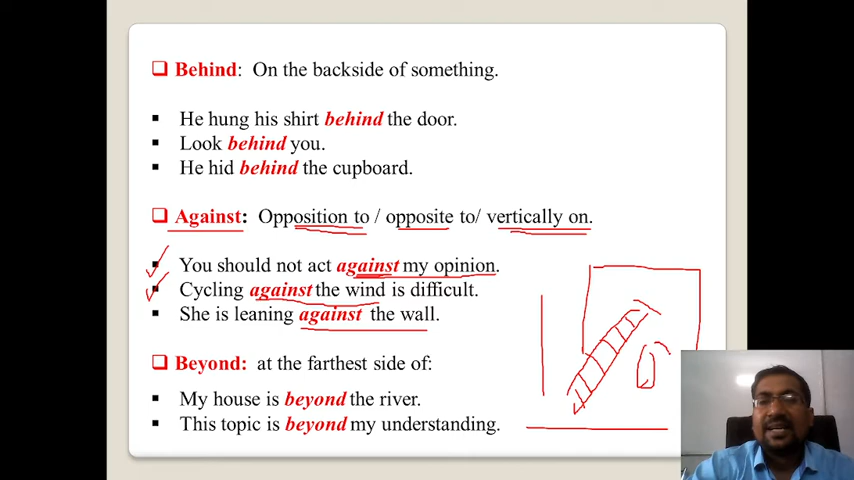 Behind: On the backside of something.
He hung his shirt behind the door.
Look behind you.
He hid behind the cupboard.
Against: Opposition to / opposite to/ vertically on.
You should not act against my opinion.
Cycling against the wind is difficult.
She is leaning against the wall.
Beyond: at the farthest side of:
My house is beyond the river.
This topic is beyond my understanding.